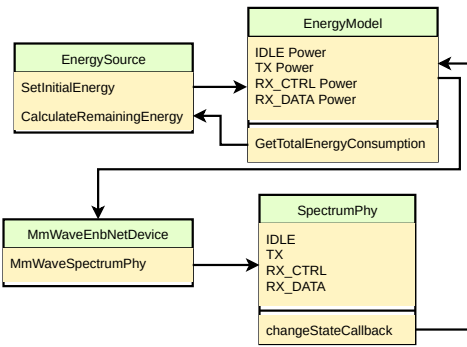 EnergyModel
IDLE Power
TX Power
RX_CTRL Power
RX_DATA Power
GetTotalEnergyConsumption
EnergySource
SetInitialEnergy
CalculateRemainingEnergy
MmWaveEnbNetDevice
MmWaveSpectrumPhy
SpectrumPhy
IDLE
TX
RX_CTRL
RX_DATA
changeStateCallback